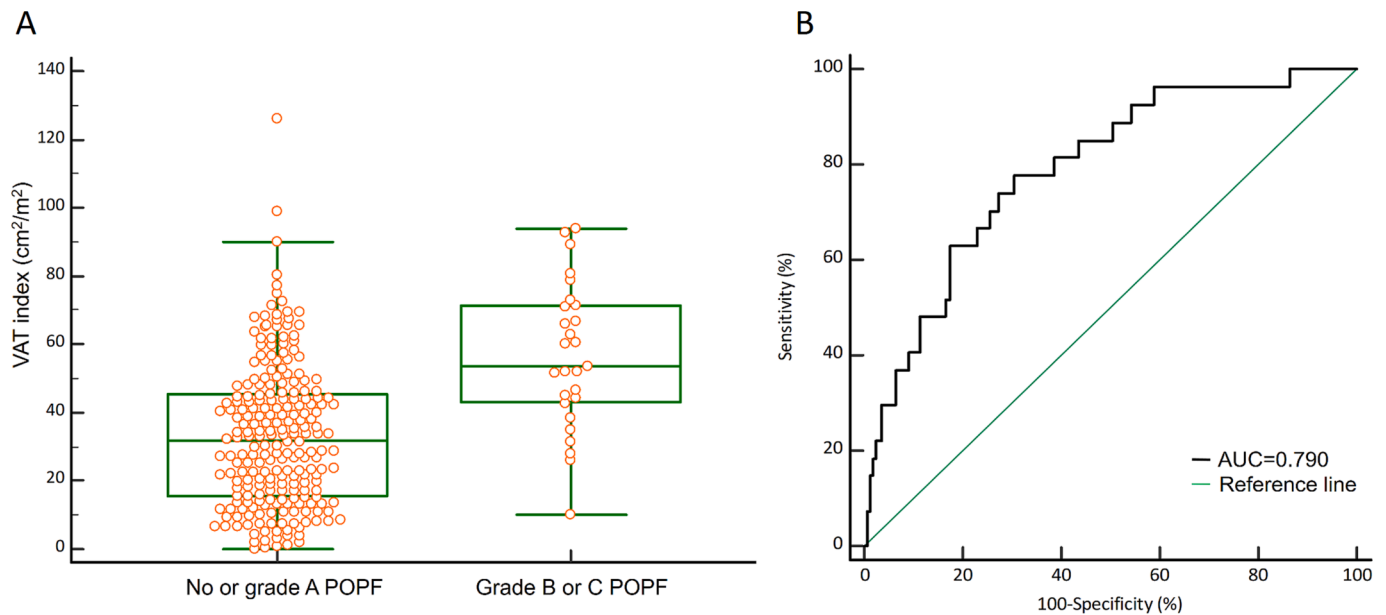 A
VAT index (cm²/m²)
140
120
100
80
60
40
20
0
No or grade A POPF
Grade B or C POPF
B
Sensitivity (%)
100
80
60
40
20
0
AUC=0.790
Reference line
0
20
40
60
80
100
100-Specificity (%)